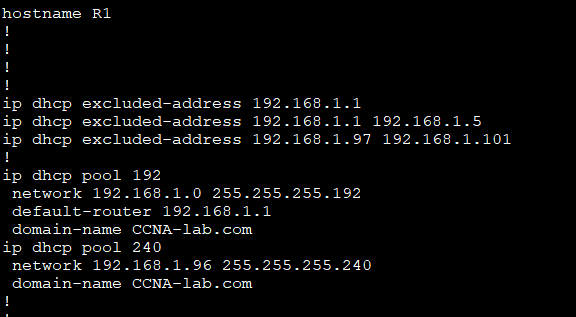 hostname R1
!
!
!
!
ip dhcp excluded-address 192.168.1.1
ip dhcp excluded-address 192.168.1.1 192.168.1.5
ip dhcp excluded-address 192.168.1.97 192.168.1.101
!
ip dhcp pool 192
 network 192.168.1.0 255.255.255.192
 default-router 192.168.1.1
 domain-name CCNA-lab.com
ip dhcp pool 240
 network 192.168.1.96 255.255.255.240
 domain-name CCNA-lab.com
!
!